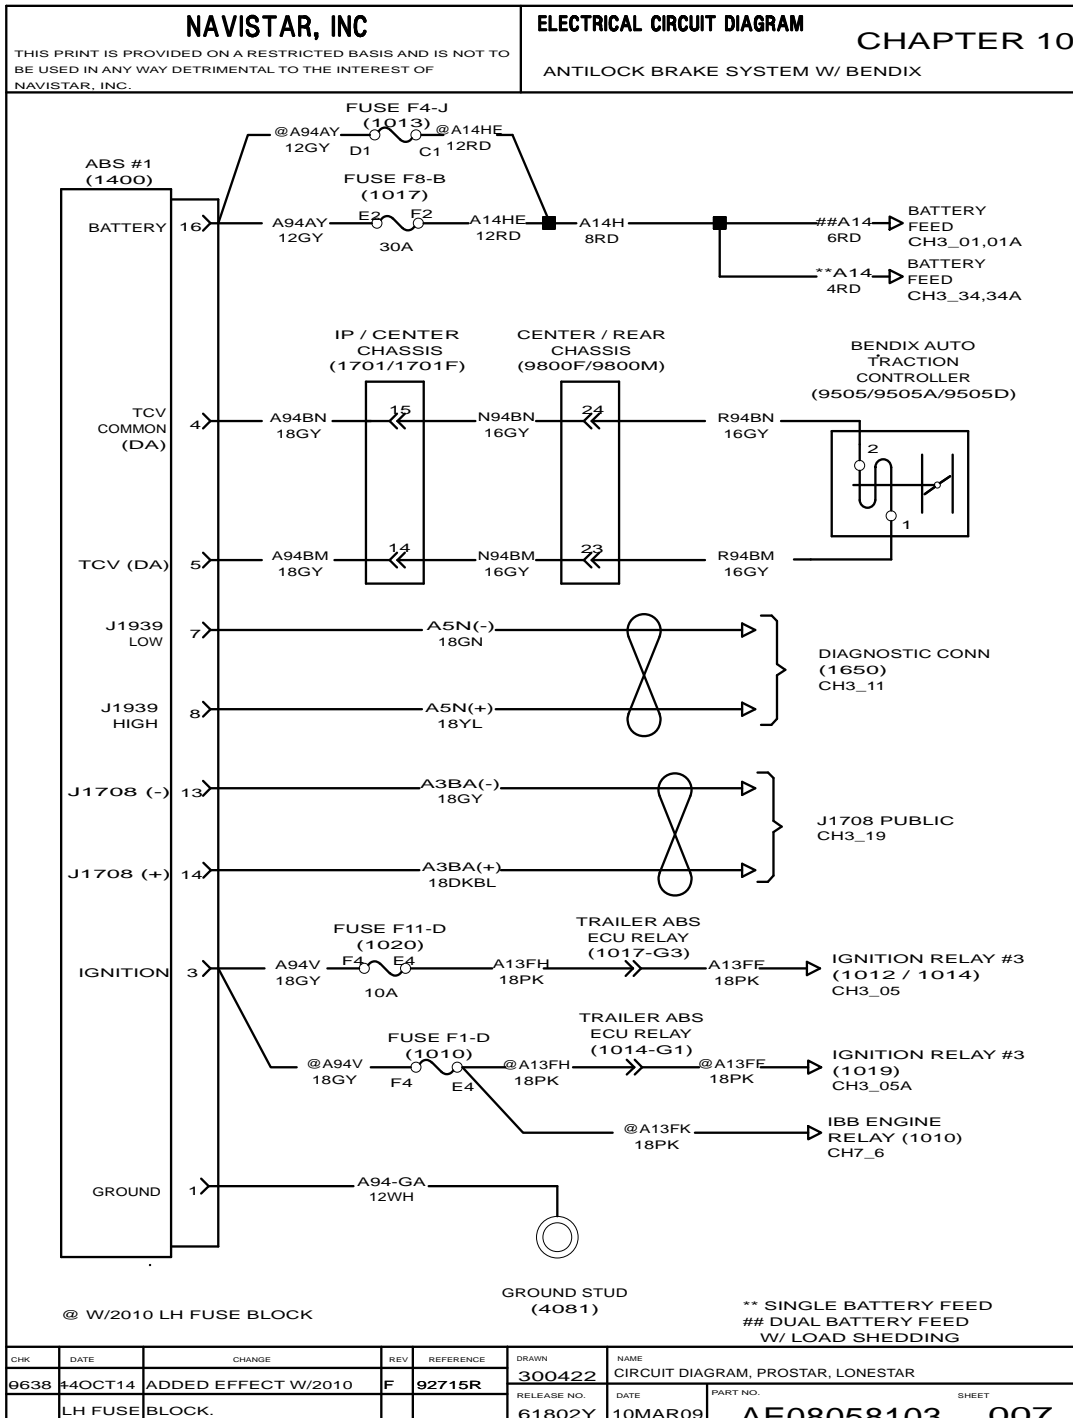 NAVISTAR, INC
THIS PRINT IS PROVIDED ON A RESTRICTED BASIS AND IS NOT TO
BE USED IN ANY WAY DETRIMENTAL TO THE INTEREST OF
NAVISTAR, INC.
ELECTRICAL CIRCUIT DIAGRAM
CHAPTER 10
ANTILOCK BRAKE SYSTEM W/ BENDIX
FUSE F4-J
(1013)
@A94AY
12GY
D1
C1
@A14HE
12RD
ABS #1
(1400)
FUSE F8-B
(1017)
BATTERY
16
A94AY
12GY
E2
F2
30A
A14HE
12RD
A14H
8RD
##A14
6RD
BATTERY
FEED
CH3_01,01A
**A14
4RD
BATTERY
FEED
CH3_34,34A
IP / CENTER
CHASSIS
(1701/1701F)
CENTER / REAR
CHASSIS
(9800F/9800M)
BENDIX AUTO
TRACTION
CONTROLLER
(9505/9505A/9505D)
TCV
COMMON
(DA)
4
A94BN
18GY
15
N94BN
16GY
24
R94BN
16GY
2
1
TCV (DA)
5
A94BM
18GY
14
N94BM
16GY
23
R94BM
16GY
J1939
LOW
7
A5N(-)
18GN
DIAGNOSTIC CONN
(1650)
CH3_11
J1939
HIGH
8
A5N(+)
18YL
J1708 (-)
13
A3BA(-)
18GY
J1708 PUBLIC
CH3_19
J1708 (+)
14
A3BA(+)
18DKBL
FUSE F11-D
(1020)
TRAILER ABS
ECU RELAY
(1017-G3)
IGNITION
3
A94V
18GY
F4
E4
10A
A13FH
18PK
A13FF
18PK
IGNITION RELAY #3
(1012 / 1014)
CH3_05
FUSE F1-D
(1010)
TRAILER ABS
ECU RELAY
(1014-G1)
@A94V
18GY
F4
E4
@A13FH
18PK
@A13FF
18PK
IGNITION RELAY #3
(1019)
CH3_05A
@A13FK
18PK
IBB ENGINE
RELAY (1010)
CH7_6
GROUND
1
A94-GA
12WH
GROUND STUD
(4081)
@ W/2010 LH FUSE BLOCK
** SINGLE BATTERY FEED
## DUAL BATTERY FEED
W/ LOAD SHEDDING
CHK DATE CHANGE REV REFERENCE
14OCT14 ADDED EFFECT W/2010 F 92715R
LH FUSE BLOCK.
DRAWN
300422
NAME
CIRCUIT DIAGRAM, PROSTAR, LONESTAR
RELEASE NO.
61802Y
DATE
10MAR09
PART NO.
AE08058103
SHEET
007